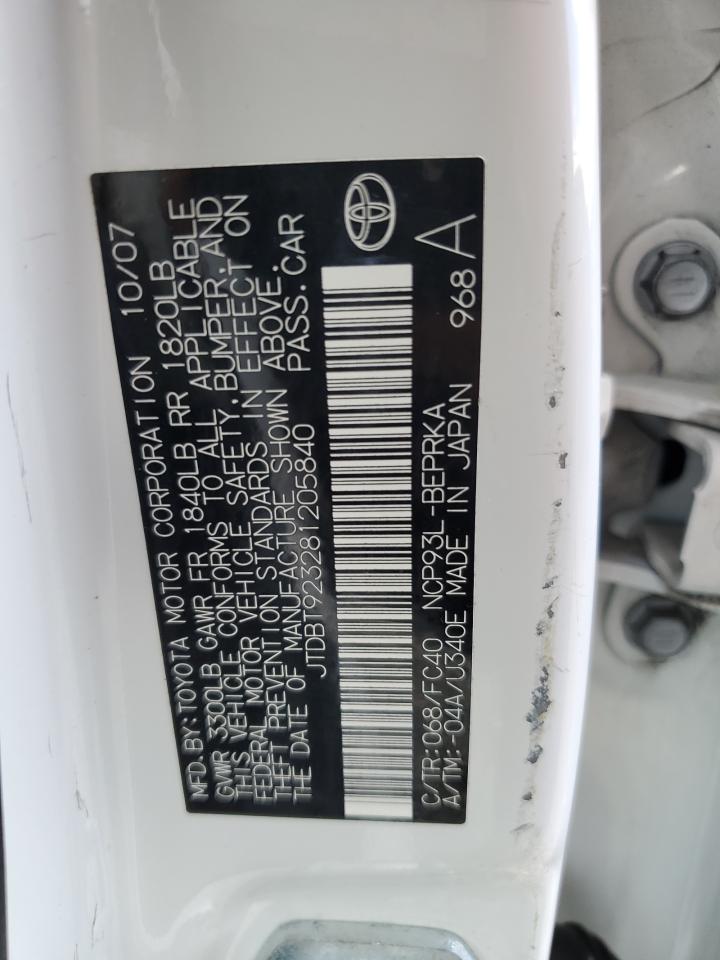 MFD.BY:TOYOTA MOTOR CORPORATION 10/07
GVWR 3300LB GAWR FR 1840LB RR 1820LB
THIS VEHICLE CONFORMS TO ALL APPLICABLE
FEDERAL MOTOR VEHICLE SAFETY,BUMPER,AND
THEFT PREVENTION STANDARDS IN EFFECT ON
THE DATE OF MANUFACTURE SHOWN ABOVE.
JTDBT923281205840 PASS.CAR
C/TR:068/FC40 NCP93L-BEPRKA 968 A
A/TM:-04A/U340E MADE IN JAPAN